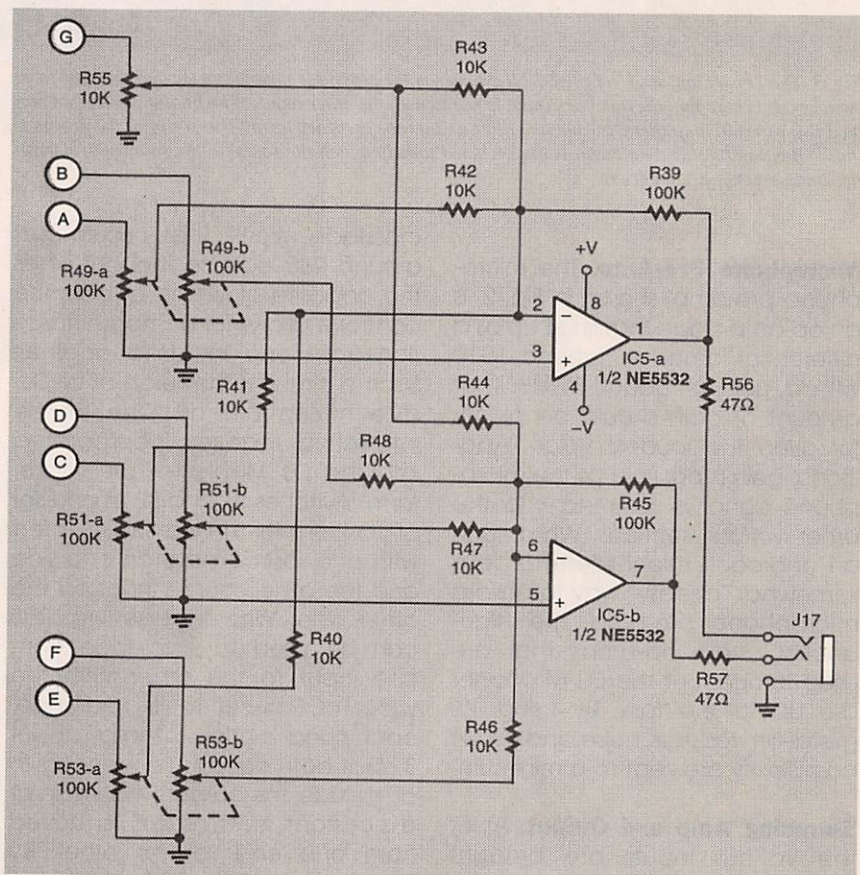 G
R55
10K
R43
10K
B
R42
10K
R39
100K
A
R49-a
100K
R49-b
100K
+V
2
−
8
1
3
+
4
IC5-a
1/2 NE5532
−V
R41
10K
R56
47Ω
D
R44
10K
R48
10K
C
R45
100K
R51-a
100K
R51-b
100K
R47
10K
6
−
7
5
+
IC5-b
1/2 NE5532
J17
R57
47Ω
R40
10K
F
E
R46
10K
R53-a
100K
R53-b
100K